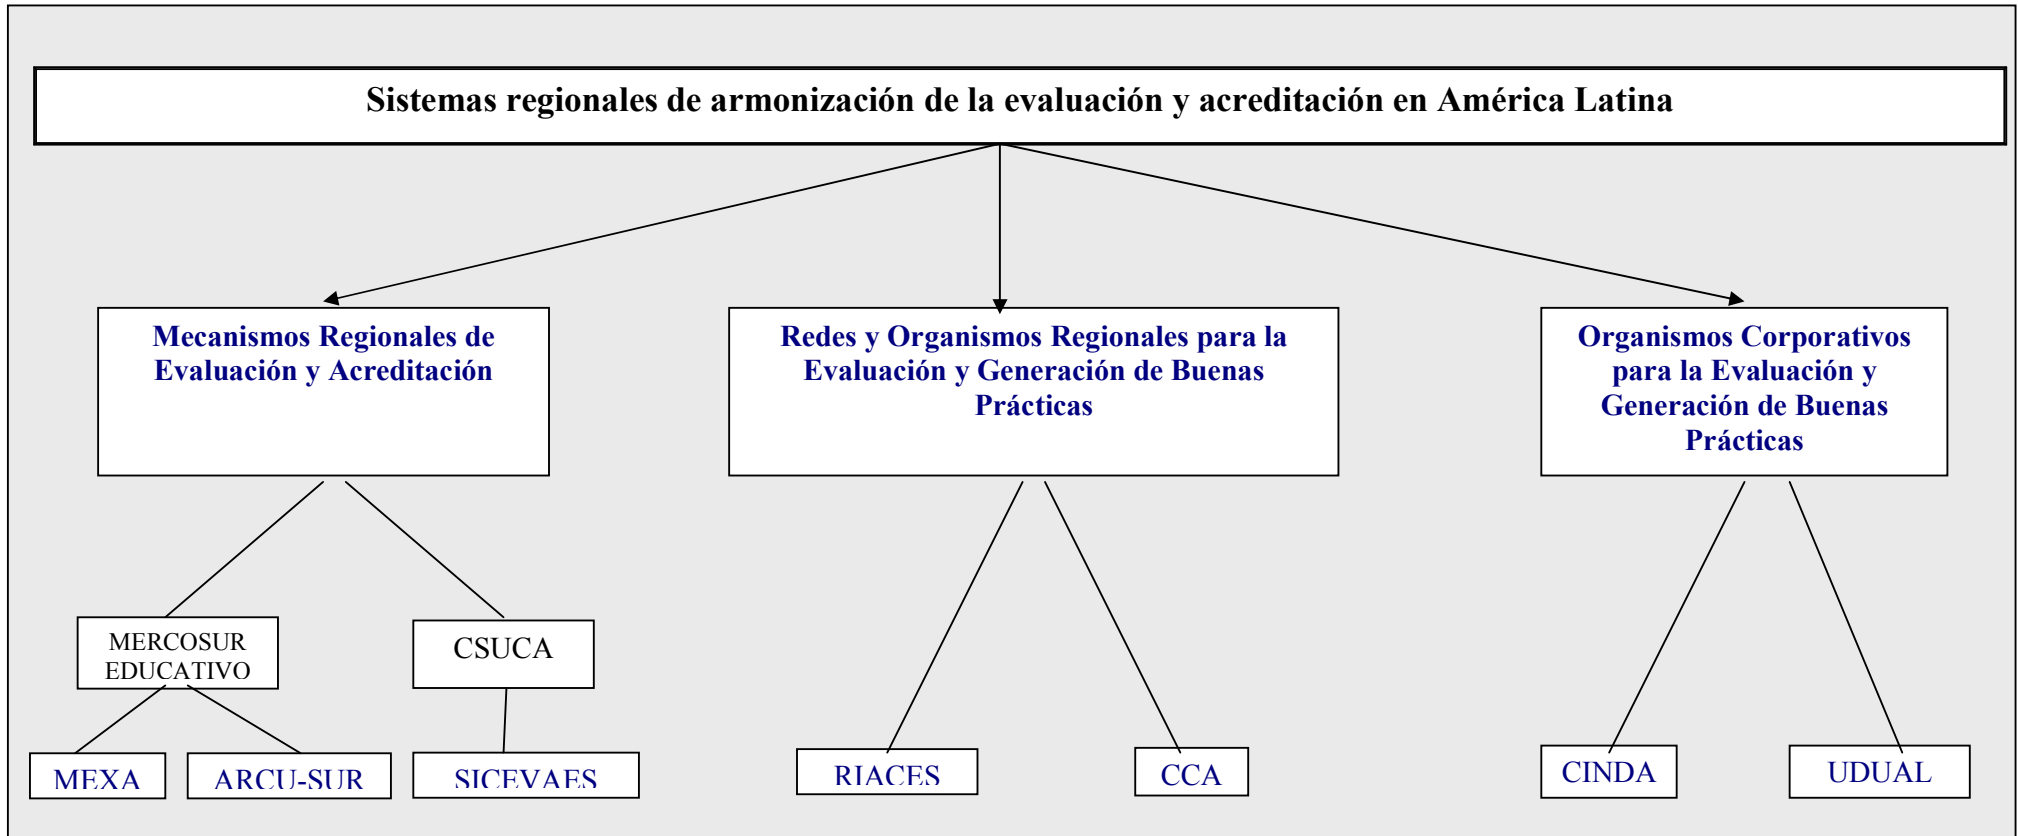 Sistemas regionales de armonización de la evaluación y acreditación en América Latina
Mecanismos Regionales de
Evaluación y Acreditación
Redes y Organismos Regionales para la
Evaluación y Generación de Buenas
Prácticas
Organismos Corporativos
para la Evaluación y
Generación de Buenas
Prácticas
MERCOSUR
EDUCATIVO
CSUCA
MEXA
ARCU-SUR
SICEVAES
RIACES
CCA
CINDA
UDUAL